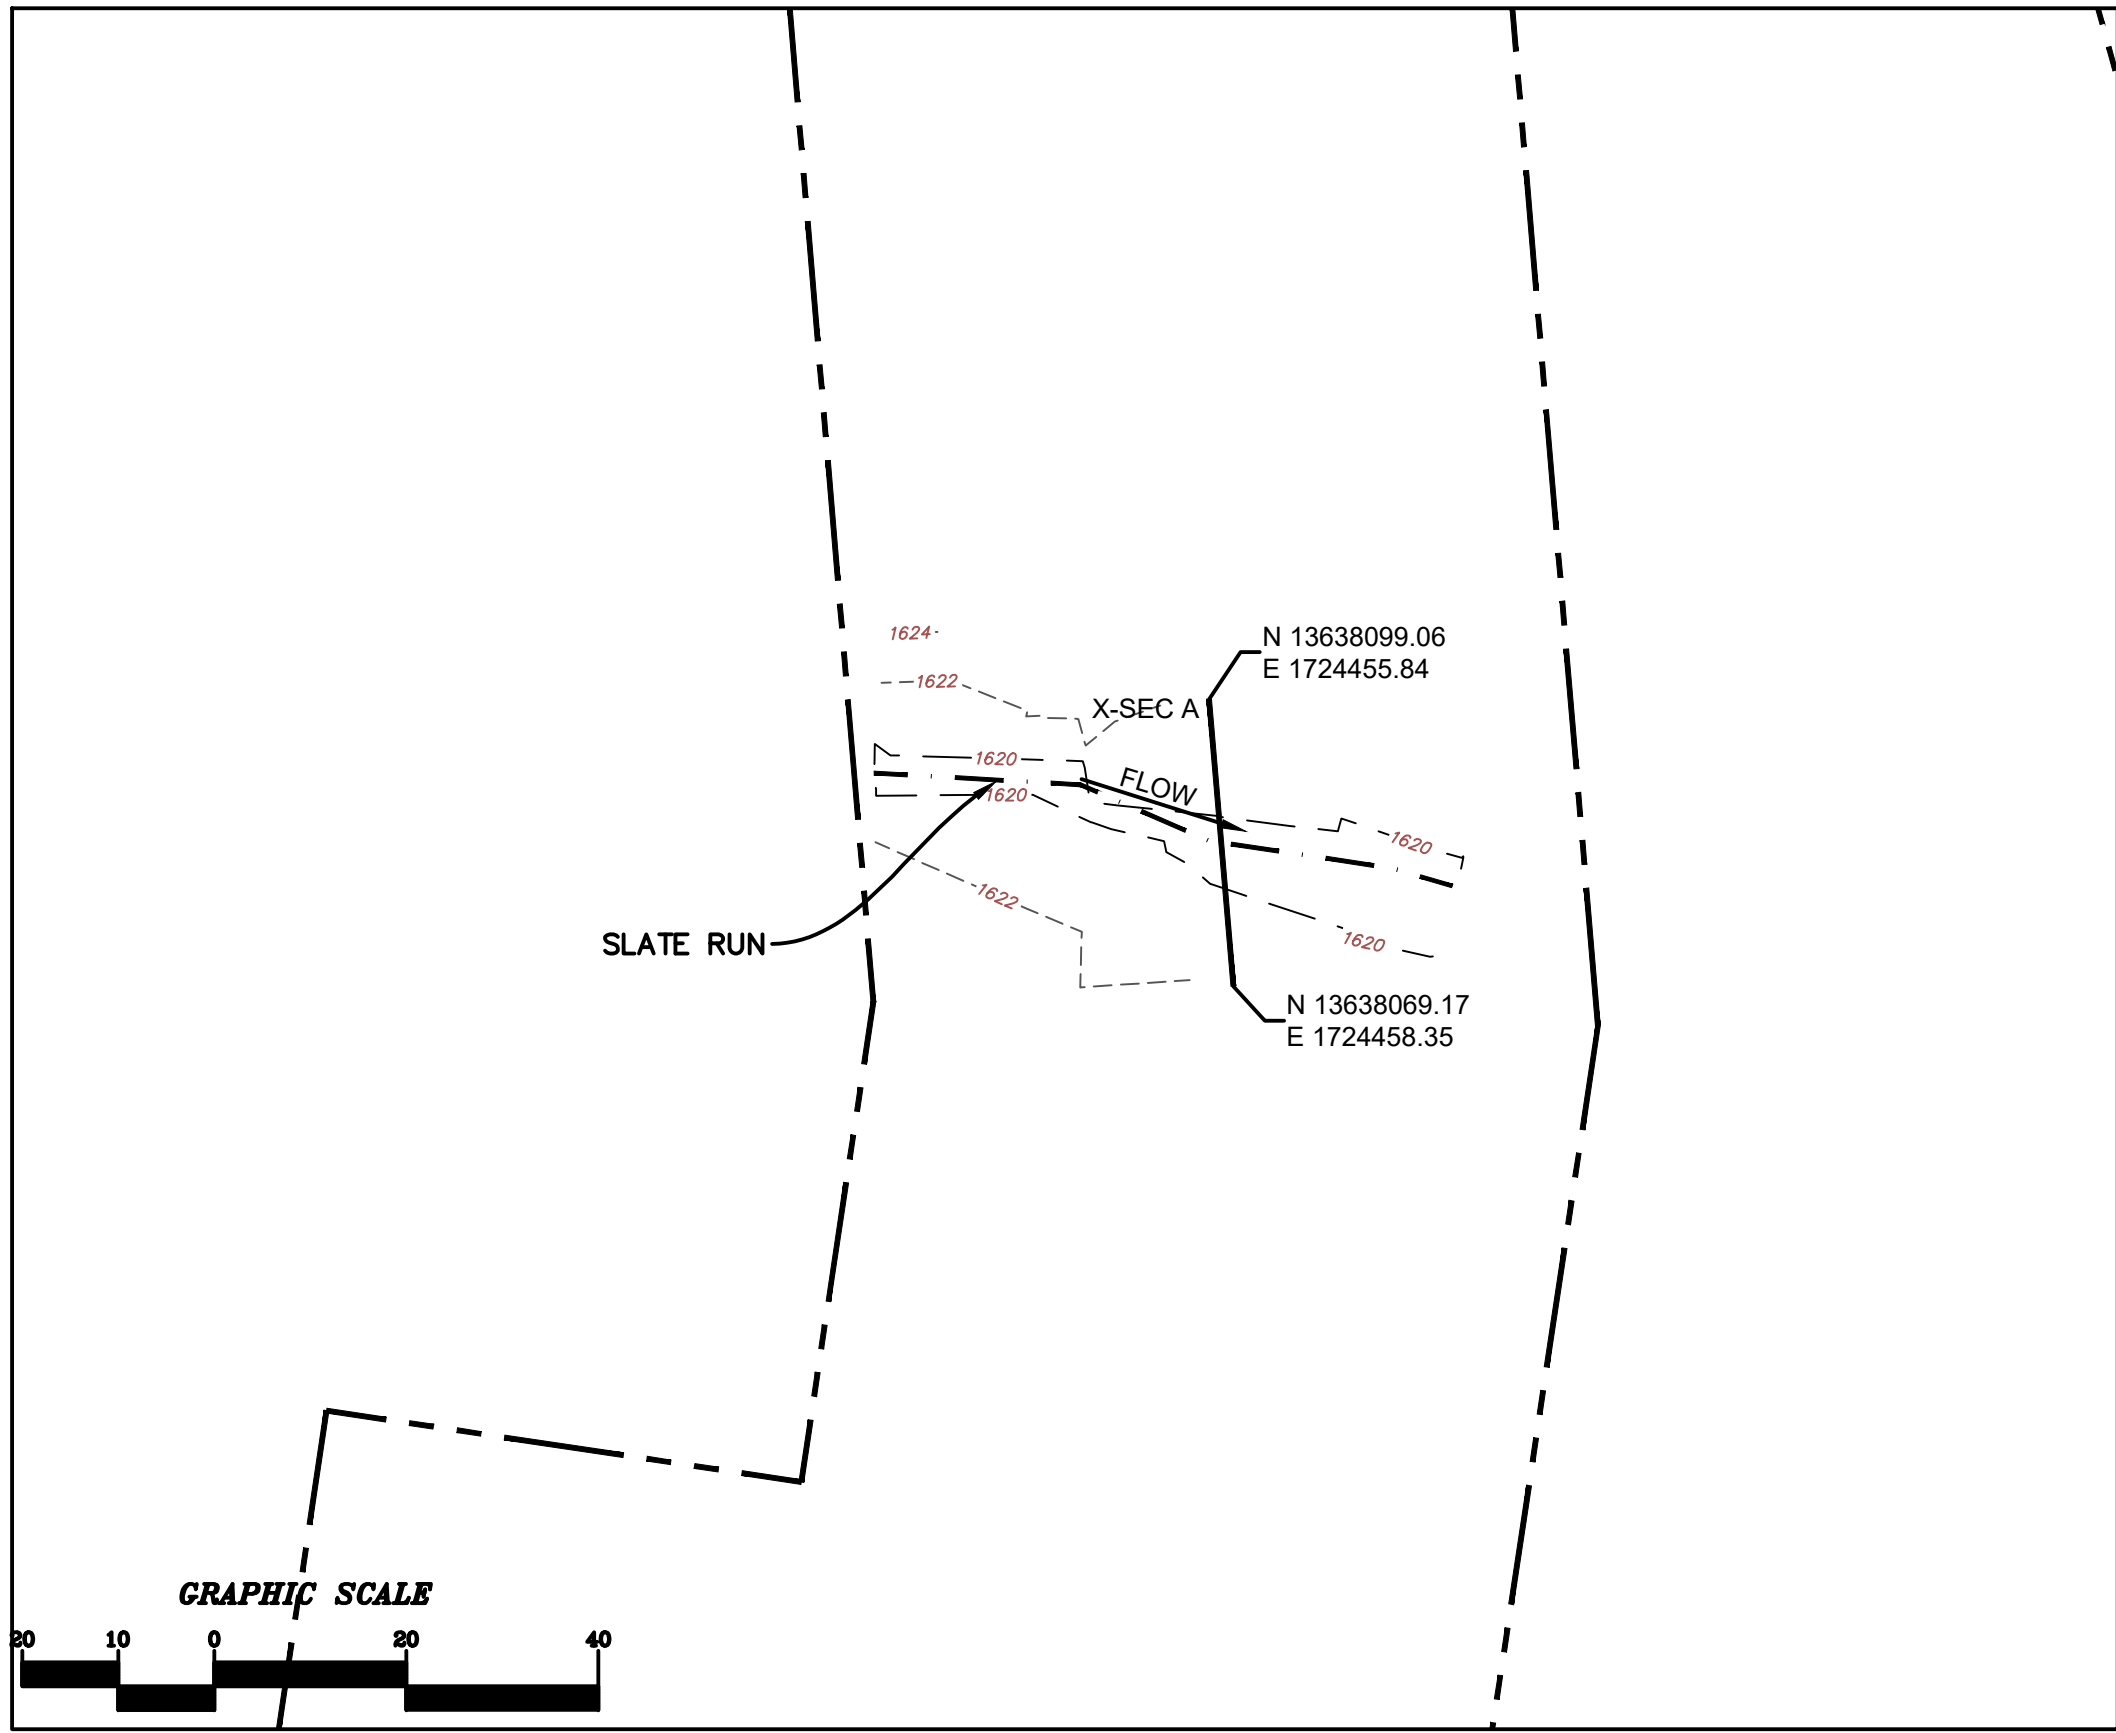 N 13638099.06
E 1724455.84
1624
1622
X-SEC A
1620
FLOW
1620
1620
1622
SLATE RUN
1620
N 13638069.17
E 1724458.35
GRAPHIC SCALE
20 10 0 20 40